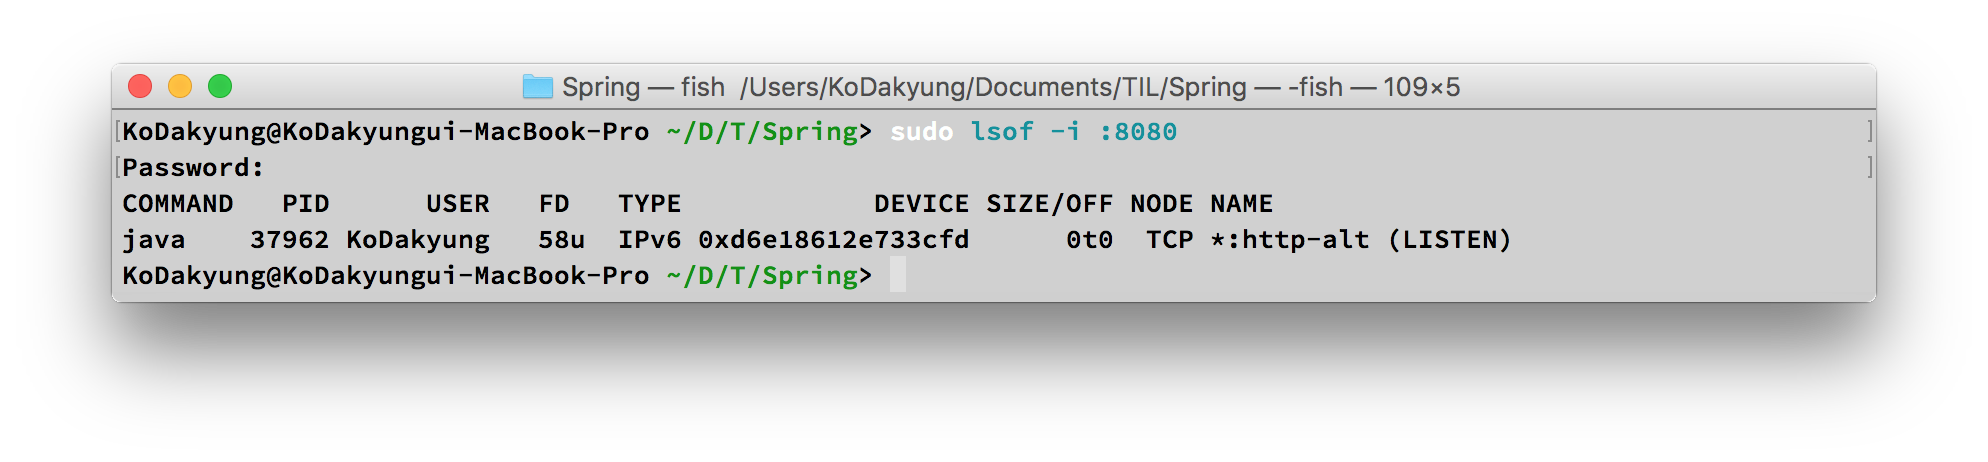 Spring — fish  /Users/KoDakyung/Documents/TIL/Spring — -fish — 109×5
[KoDakyung@KoDakyungui-MacBook-Pro ~/D/T/Spring> sudo lsof -i :8080 ]
[Password: ]
COMMAND   PID      USER   FD   TYPE            DEVICE SIZE/OFF NODE NAME
java    37962 KoDakyung   58u  IPv6 0xd6e18612e733cfd      0t0  TCP *:http-alt (LISTEN)
KoDakyung@KoDakyungui-MacBook-Pro ~/D/T/Spring>